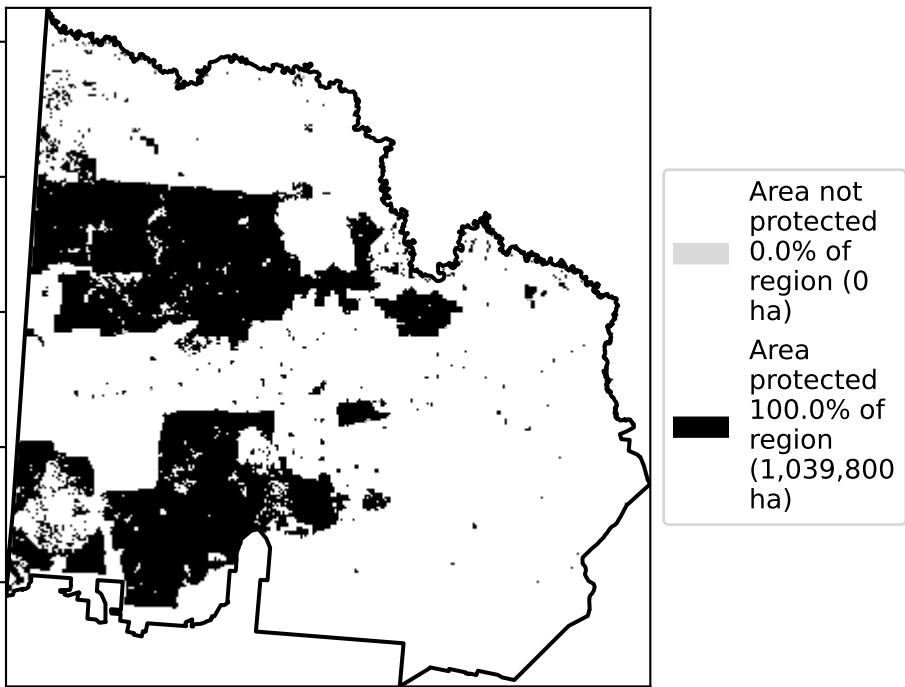 Area not
protected
0.0% of
region (0
ha)
Area
protected
100.0% of
region
(1,039,800
ha)